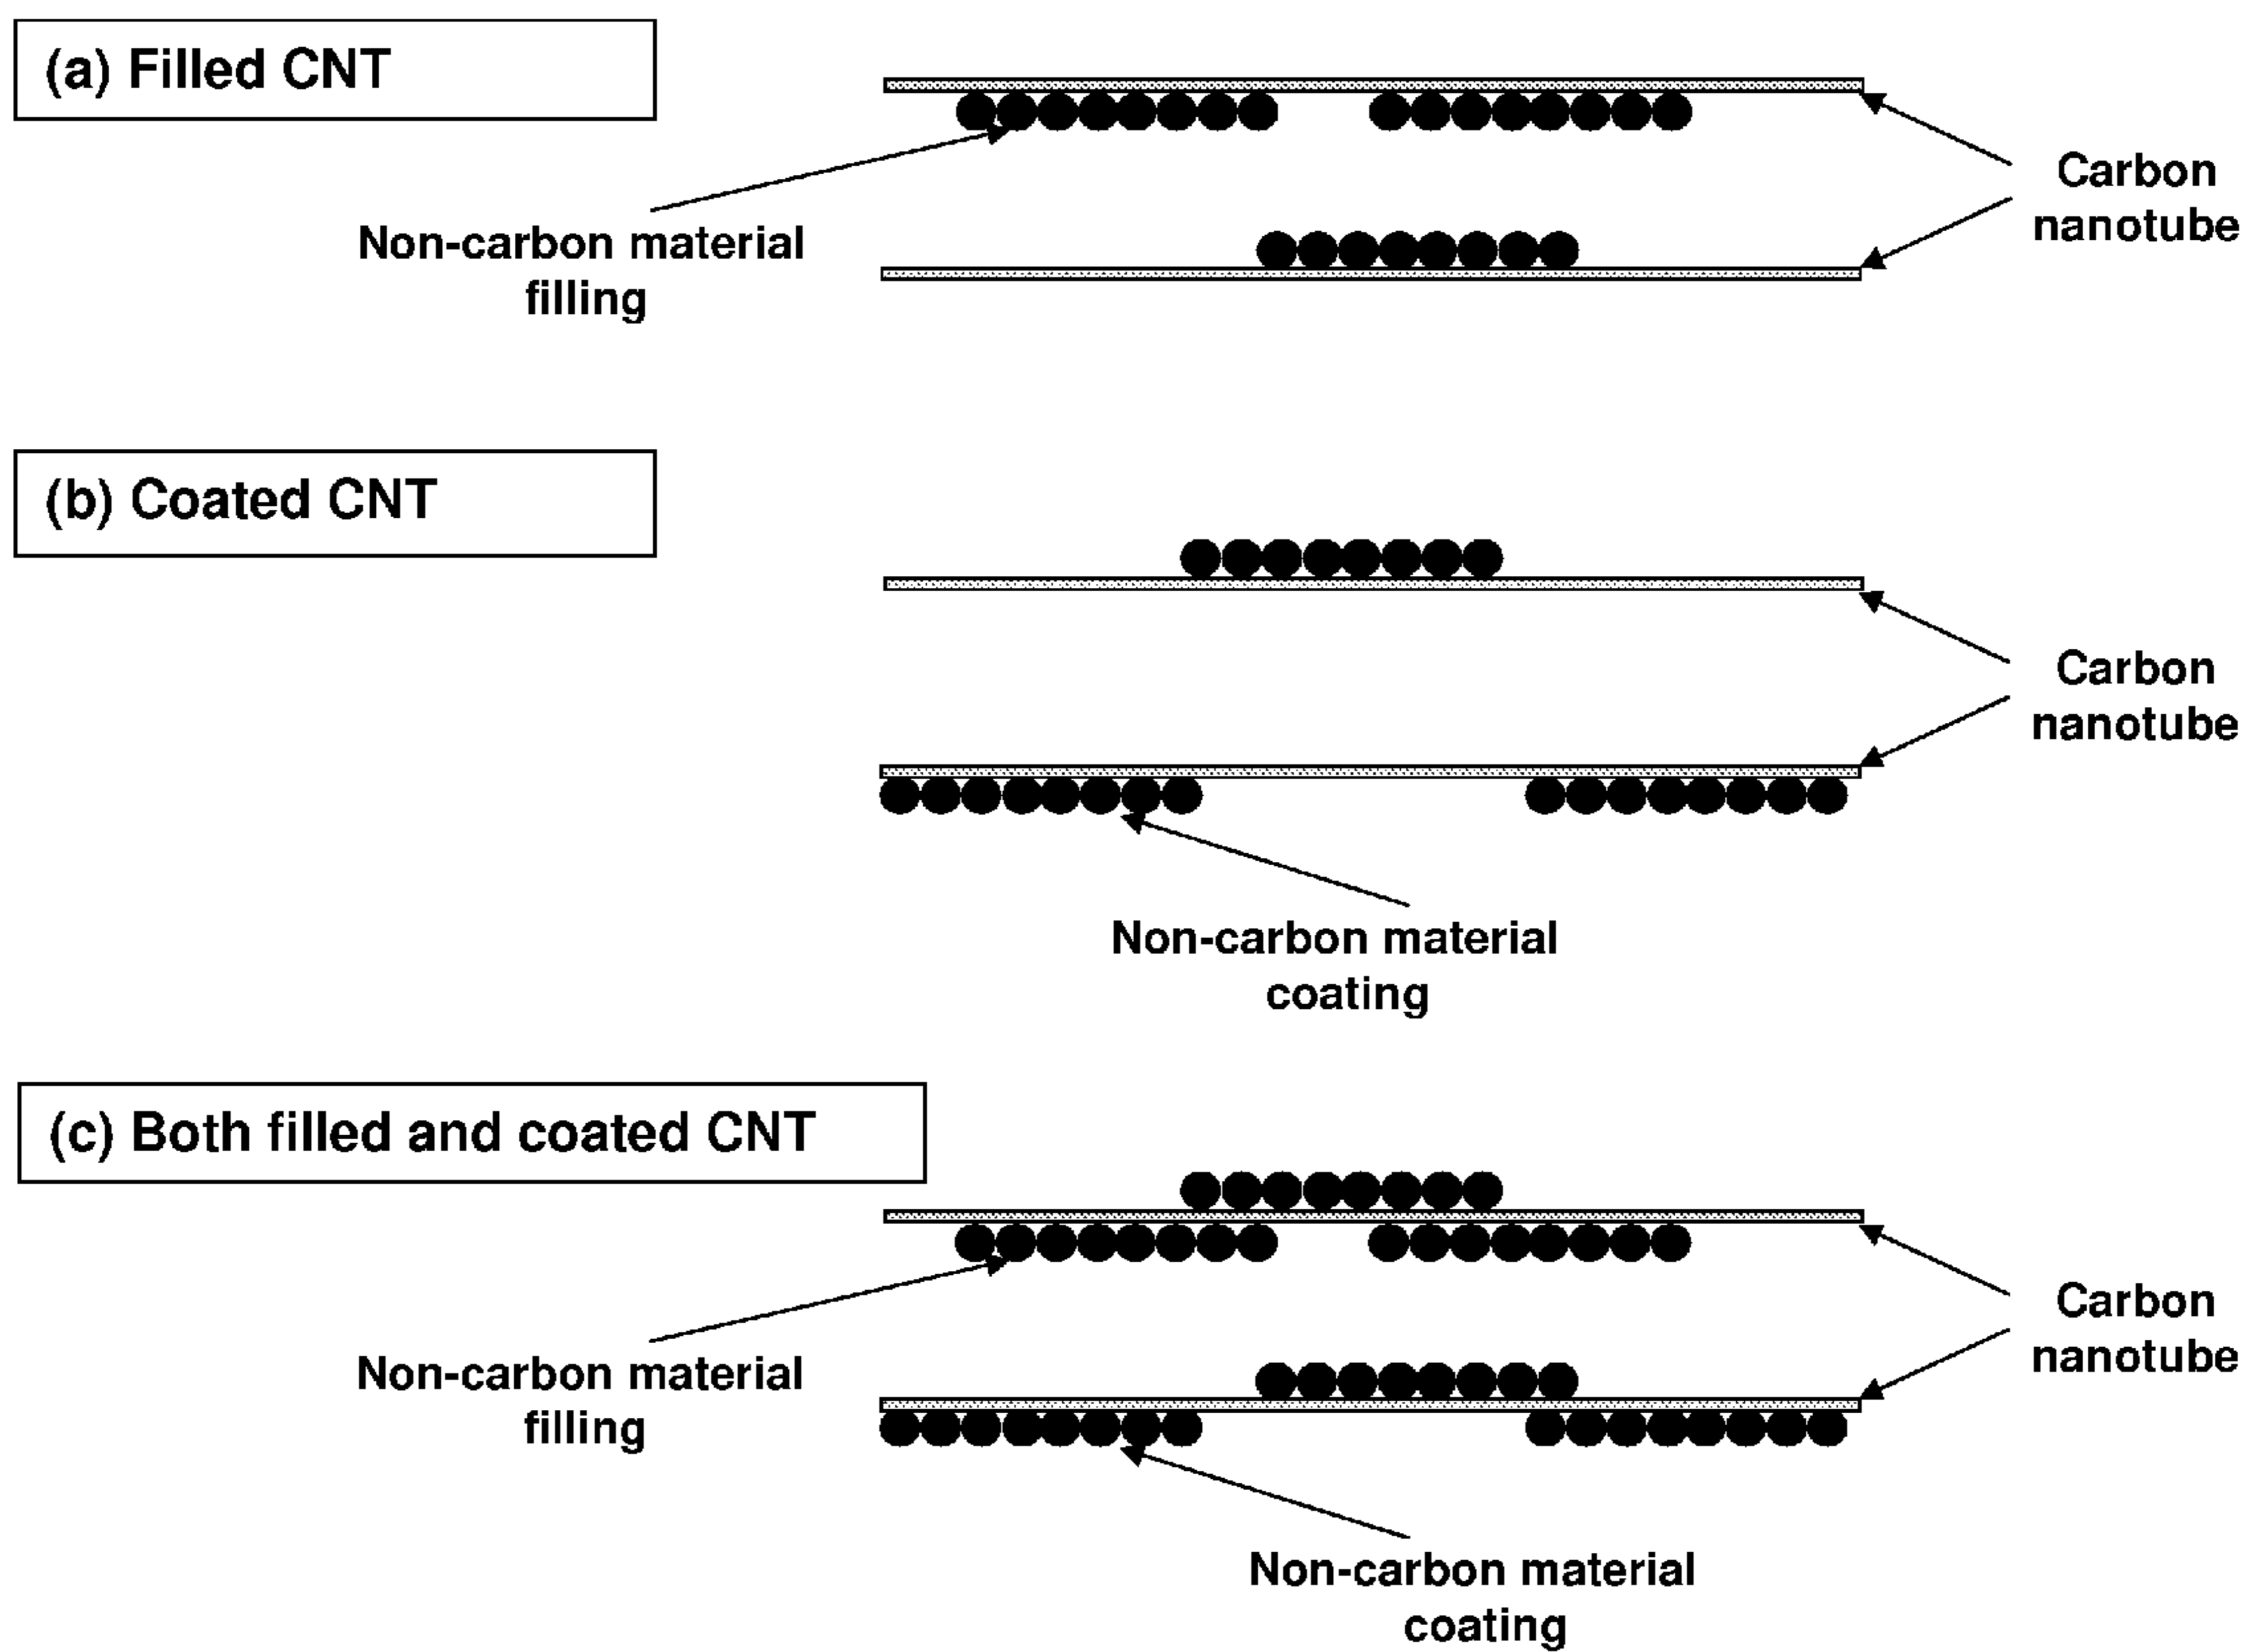 (a) Filled CNT
Non-carbon material
filling
Carbon
nanotube
(b) Coated CNT
Carbon
nanotube
Non-carbon material
coating
(c) Both filled and coated CNT
Non-carbon material
filling
Carbon
nanotube
Non-carbon material
coating